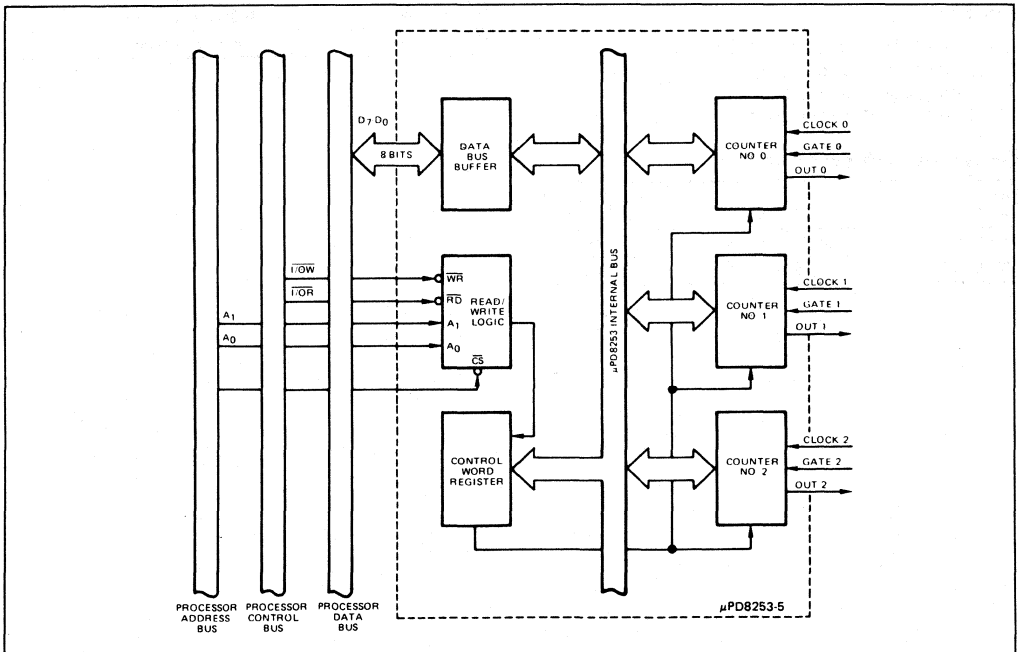 D7 D0
8 BITS
DATA
BUS
BUFFER
COUNTER
NO 0
CLOCK 0
GATE 0
OUT 0
I/OW
I/OR
A1
A0
WR
RD
A1
A0
CS
READ/
WRITE
LOGIC
μPD8253 INTERNAL BUS
COUNTER
NO 1
CLOCK 1
GATE 1
OUT 1
CONTROL
WORD
REGISTER
COUNTER
NO 2
CLOCK 2
GATE 2
OUT 2
PROCESSOR
ADDRESS
BUS
PROCESSOR
CONTROL
BUS
PROCESSOR
DATA
BUS
μPD8253-5